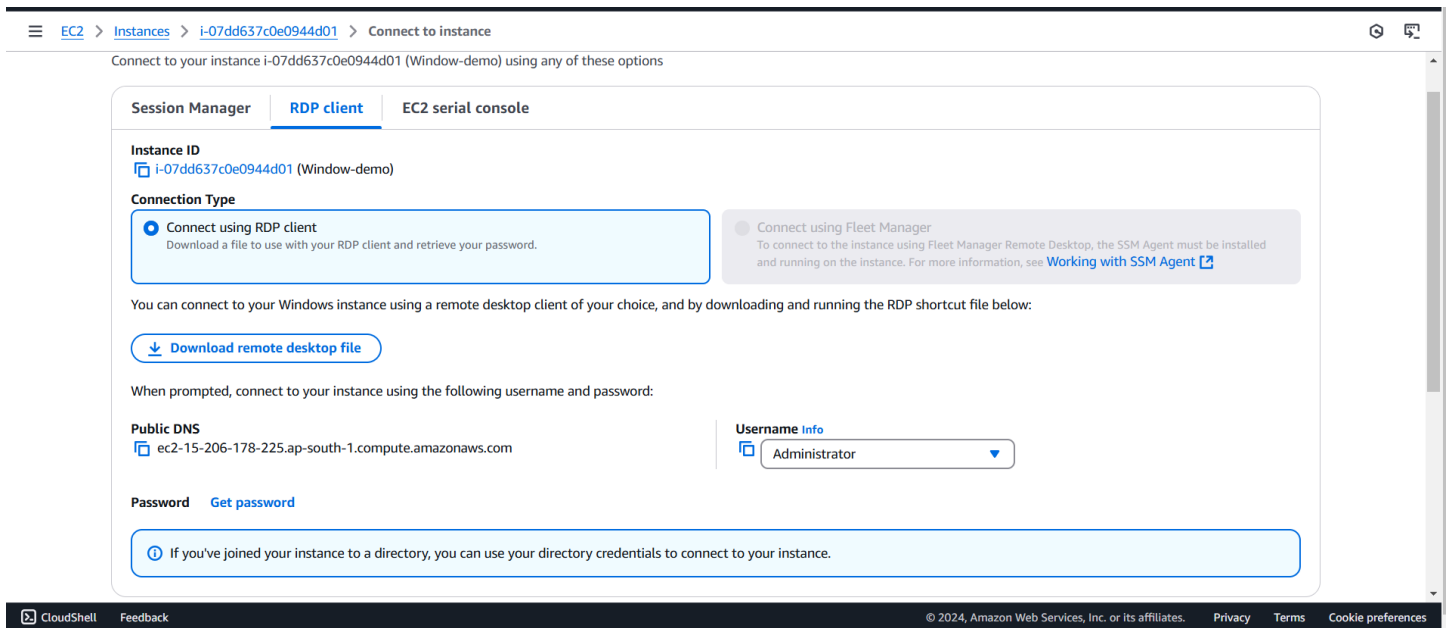 EC2 > Instances > i-07dd637c0e0944d01 > Connect to instance
Connect to your instance i-07dd637c0e0944d01 (Window-demo) using any of these options
Session Manager RDP client EC2 serial console
Instance ID
i-07dd637c0e0944d01 (Window-demo)
Connection Type
Connect using RDP client
Download a file to use with your RDP client and retrieve your password.
Connect using Fleet Manager
To connect to the instance using Fleet Manager Remote Desktop, the SSM Agent must be installed
and running on the instance. For more information, see Working with SSM Agent
You can connect to your Windows instance using a remote desktop client of your choice, and by downloading and running the RDP shortcut file below:
Download remote desktop file
When prompted, connect to your instance using the following username and password:
Public DNS
ec2-15-206-178-225.ap-south-1.compute.amazonaws.com
Username Info
Administrator
Password Get password
If you've joined your instance to a directory, you can use your directory credentials to connect to your instance.
CloudShell Feedback © 2024, Amazon Web Services, Inc. or its affiliates. Privacy Terms Cookie preferences